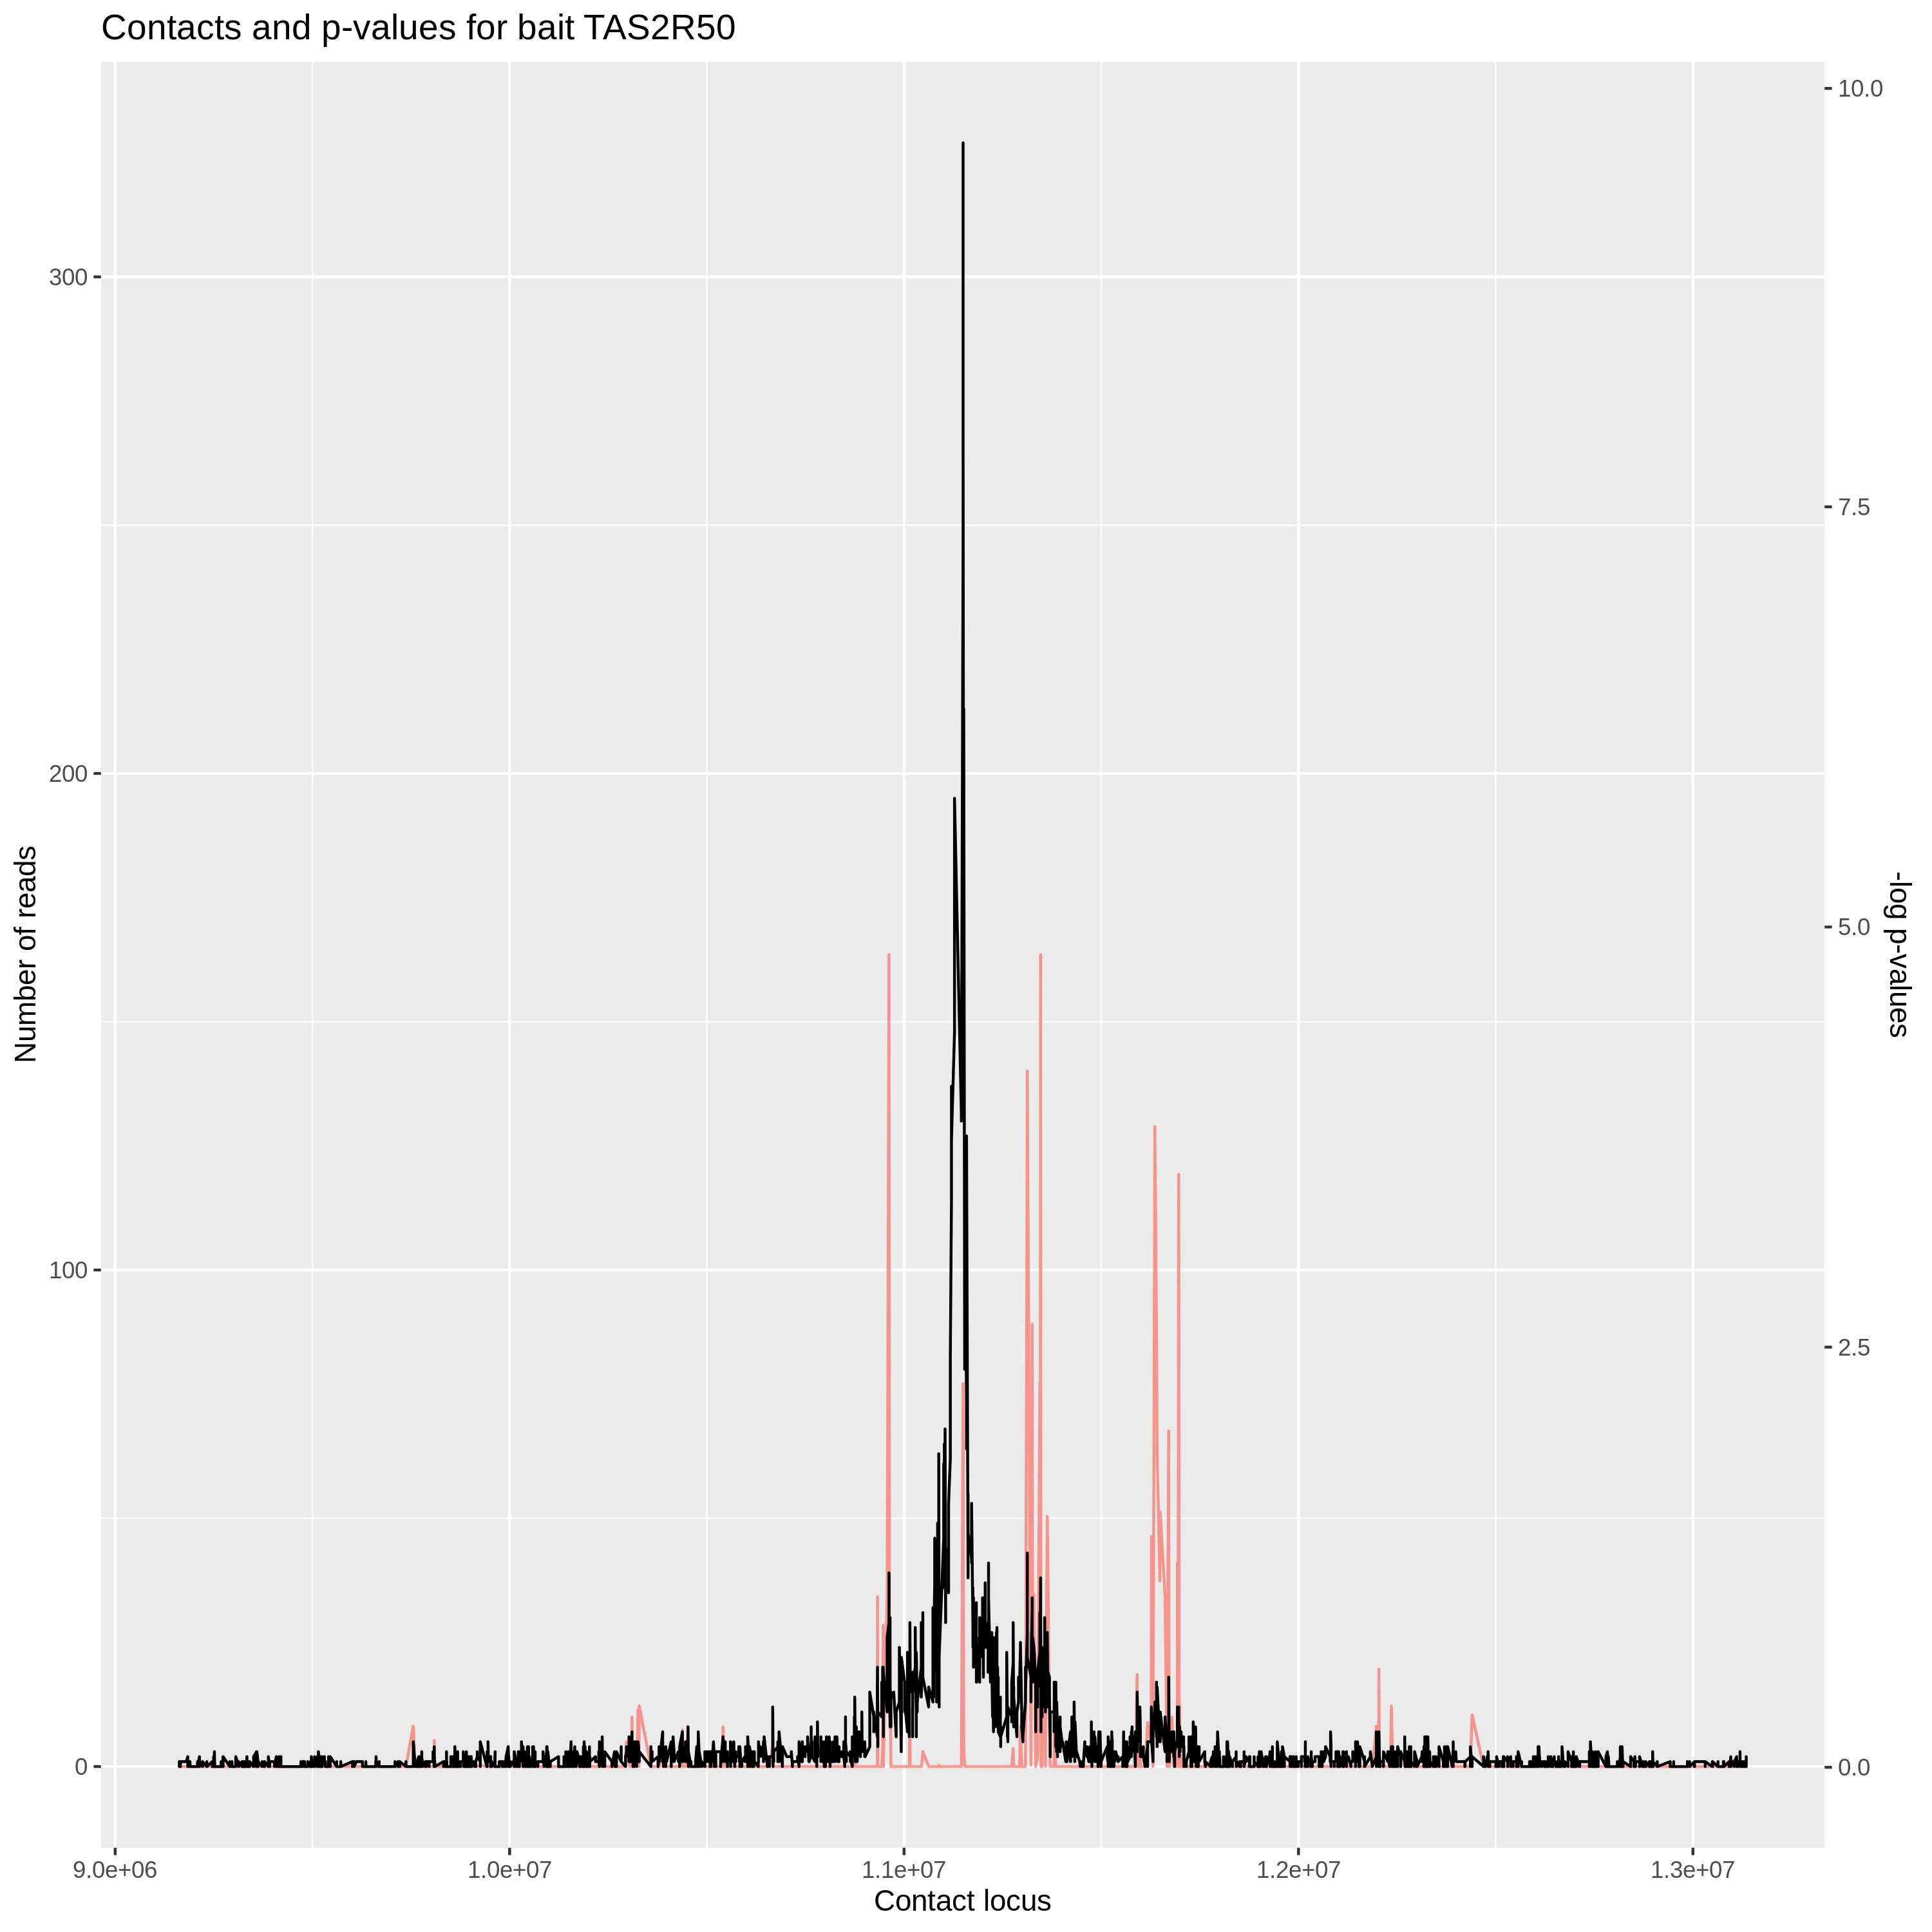 Contacts and p-values for bait TAS2R50
10.0
300
7.5
200
Number of reads
-log p-values
5.0
100
2.5
0
0.0
9.0e+06 1.0e+07 1.1e+07 1.2e+07 1.3e+07
Contact locus